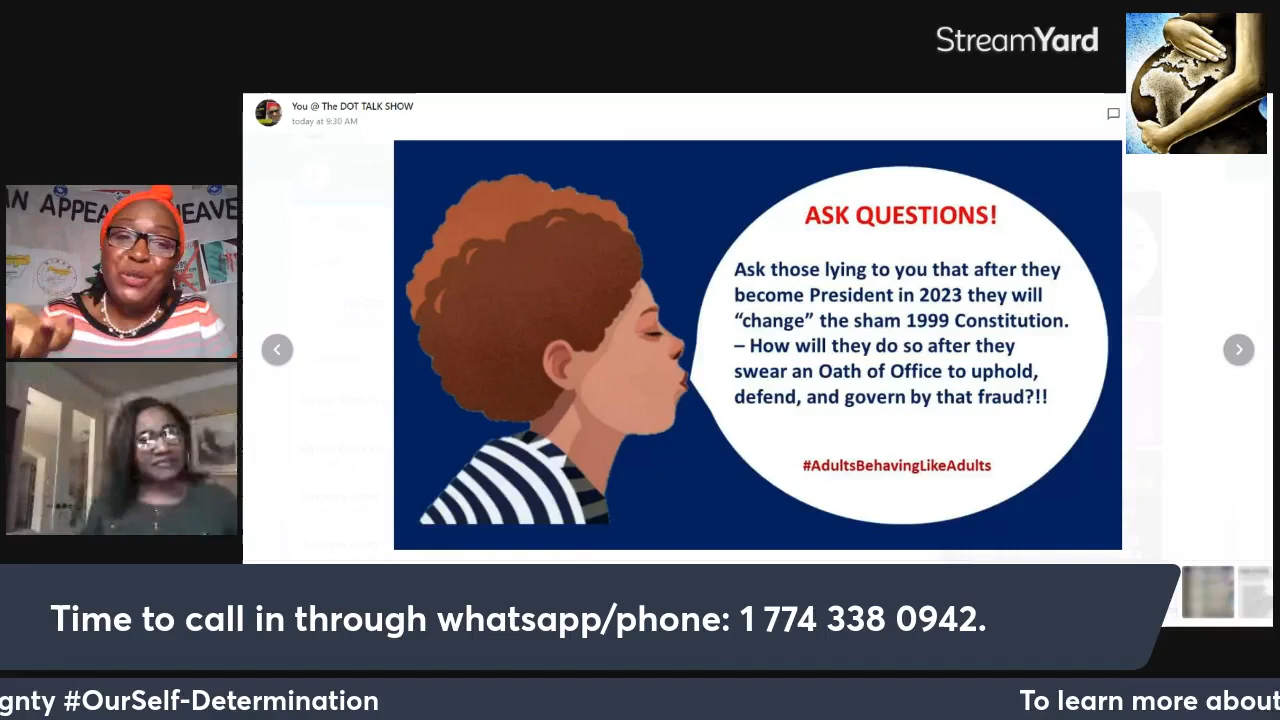 StreamYard
You @ The DOT TALK SHOW
today at 9:30 AM
AN APPEA
HEAVE
ASK QUESTIONS!
Ask those lying to you that after they
become President in 2023 they will
“change” the sham 1999 Constitution.
– How will they do so after they
swear an Oath of Office to uphold,
defend, and govern by that fraud?!!
#AdultsBehavingLikeAdults
Time to call in through whatsapp/phone: 1 774 338 0942.
gnty #OurSelf-Determination
To learn more about